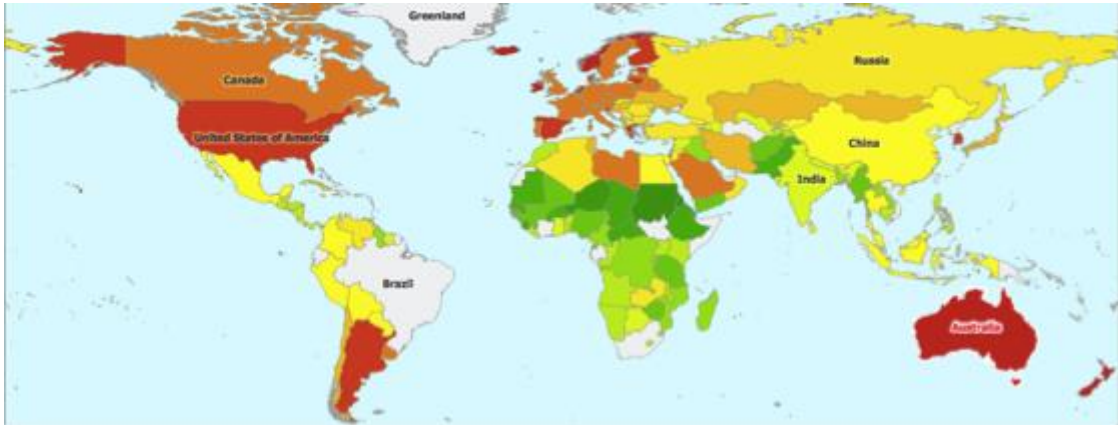 Greenland
Canada
Russia
United States of America
China
India
Brazil
Australia